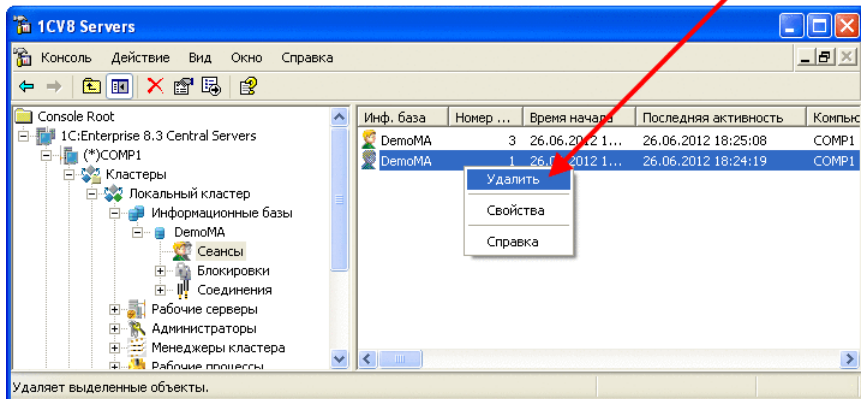 1CV8 Servers
Консоль Действие Вид Окно Справка
Console Root
1C:Enterprise 8.3 Central Servers
(*)COMP1
Кластеры
Локальный кластер
Информационные базы
DemoMA
Сеансы
Блокировки
Соединения
Рабочие серверы
Администраторы
Менеджеры кластера
Рабочие процессы
Инф. база Номер ... Время начала Последняя активность Компьк
DemoMA 3 26.06.2012 1... 26.06.2012 18:25:08 COMP1
DemoMA 1 26.06.2012 1... 26.06.2012 18:24:19 COMP1
Удалить
Свойства
Справка
Удаляет выделенные объекты.